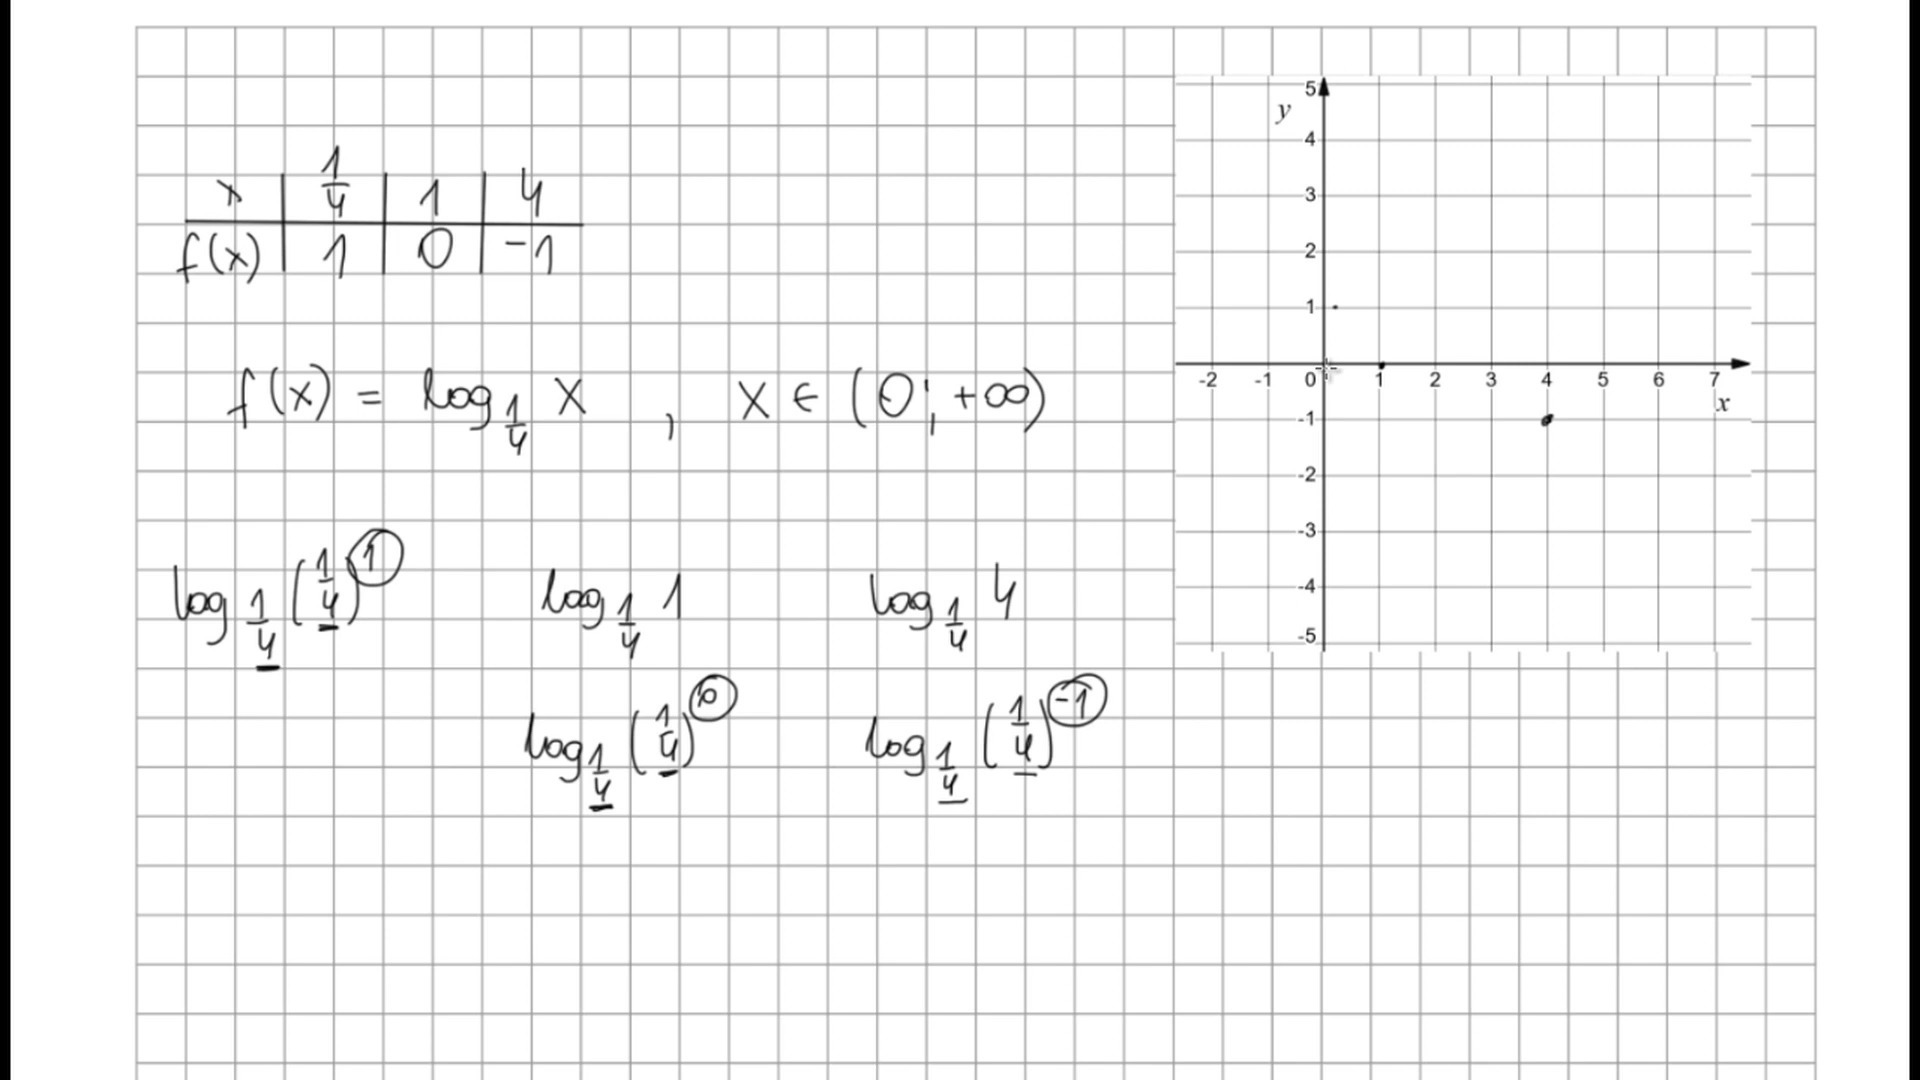 x | 1/4 | 1 | 4
f(x) | 1 | 0 | -1
f(x) = log_{1/4} x , x ∈ (0; +∞)
log_{1/4} (1/4)^1 log_{1/4} 1 log_{1/4} 4
log_{1/4} (1/4)^0 log_{1/4} (1/4)^{-1}
5
y
4
3
2
1
-2 -1 0 1 2 3 4 5 6 7
x
-1
-2
-3
-4
-5